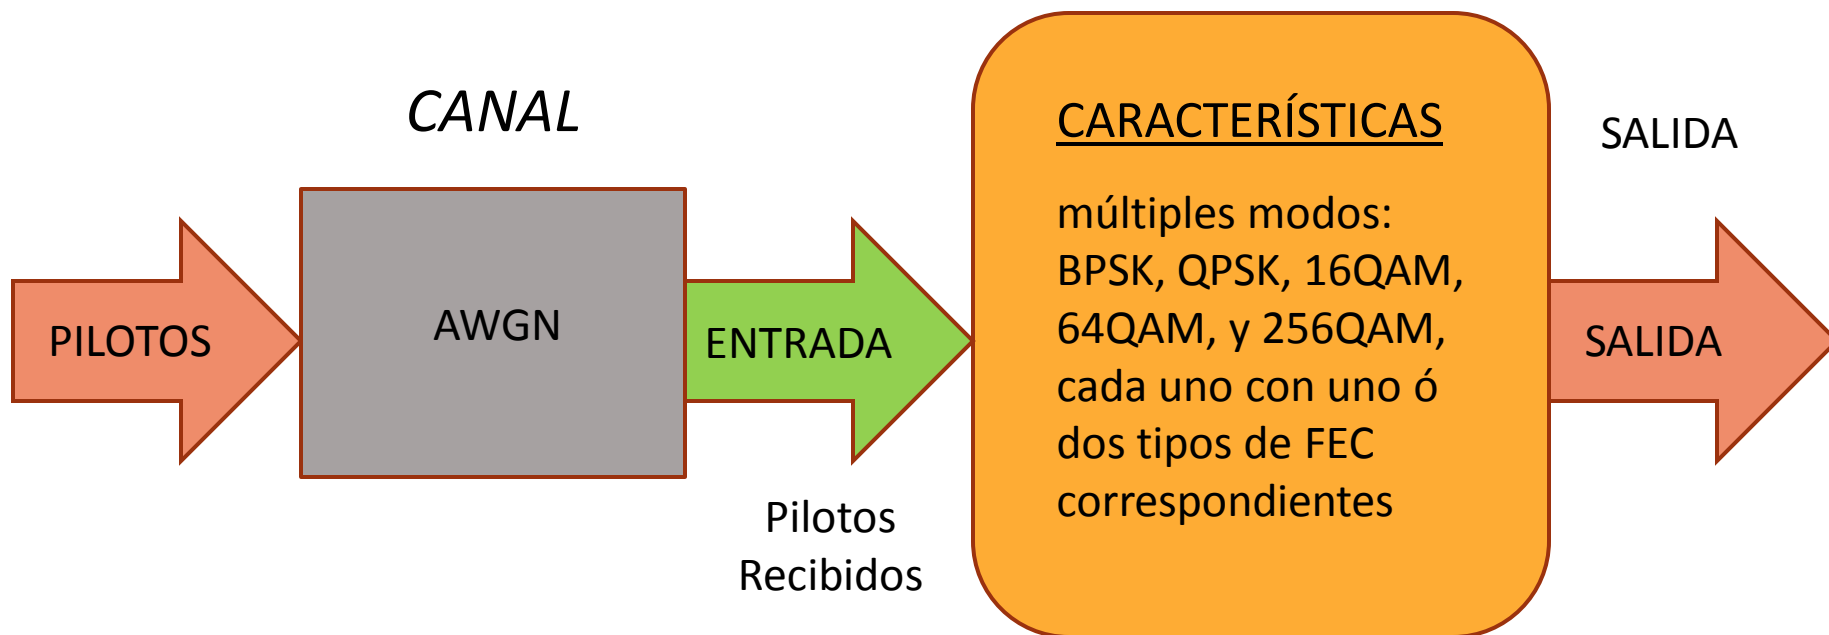 CANAL
PILOTOS
AWGN
ENTRADA
Pilotos
Recibidos
CARACTERÍSTICAS
múltiples modos:
BPSK, QPSK, 16QAM,
64QAM, y 256QAM,
cada uno con uno ó
dos tipos de FEC
correspondientes
SALIDA
SALIDA